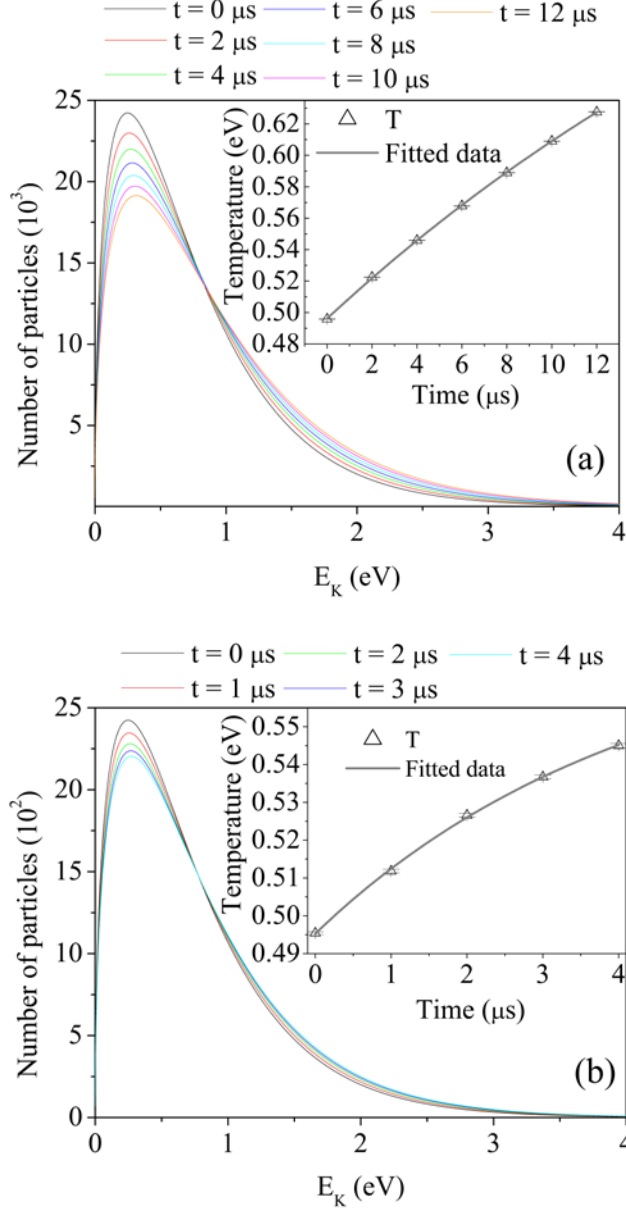 t = 0 μs t = 6 μs t = 12 μs
t = 2 μs t = 8 μs
t = 4 μs t = 10 μs
25
20
15
10
5
0 1 2 3 4
Number of particles (10³)
E_K (eV)
0.62
0.60
0.58
0.56
0.54
0.52
0.50
0.48
0 2 4 6 8 10 12
Temperature (eV)
Time (μs)
T
Fitted data
(a)
t = 0 μs t = 2 μs t = 4 μs
t = 1 μs t = 3 μs
25
20
15
10
5
0
0 1 2 3 4
Number of particles (10²)
E_K (eV)
0.55
0.54
0.53
0.52
0.51
0.50
0.49
0 1 2 3 4
Temperature (eV)
Time (μs)
T
Fitted data
(b)